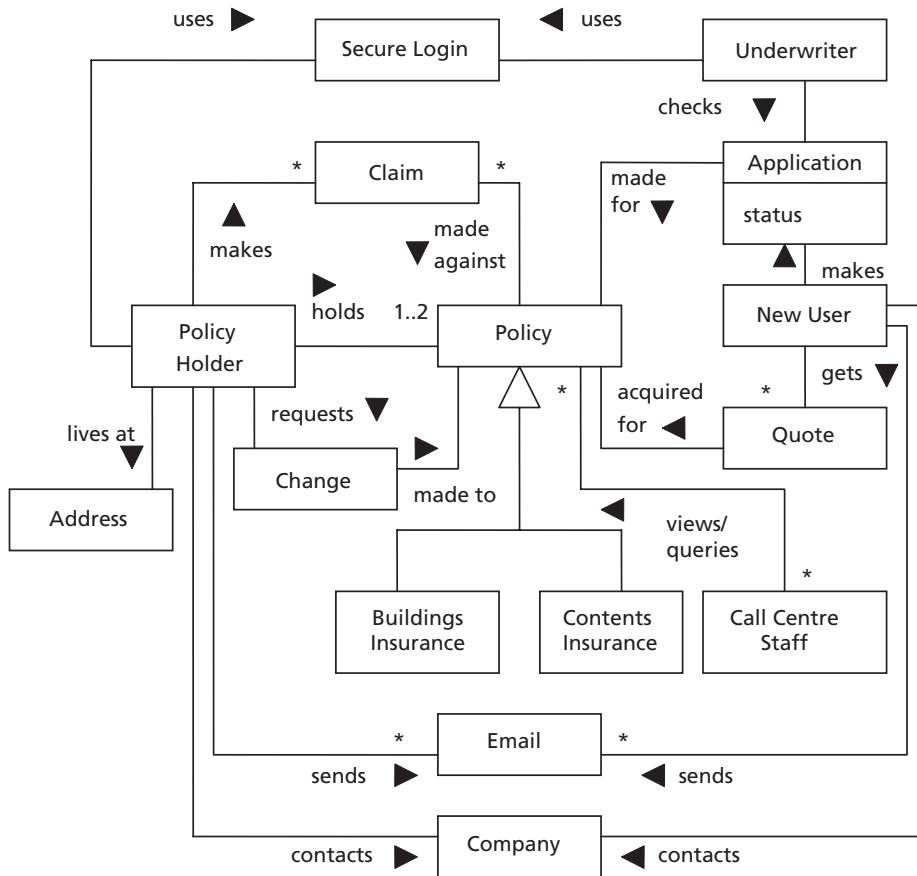 uses
uses
Secure Login
Underwriter
checks
*
Claim
*
Application
made
for
status
makes
made
against
makes
holds
1..2
Policy
Holder
Policy
New User
gets
*
acquired
for
*
requests
lives at
Quote
Change
made to
Address
views/
queries
*
Buildings
Insurance
Contents
Insurance
Call Centre
Staff
*
Email
*
sends
sends
Company
contacts
contacts